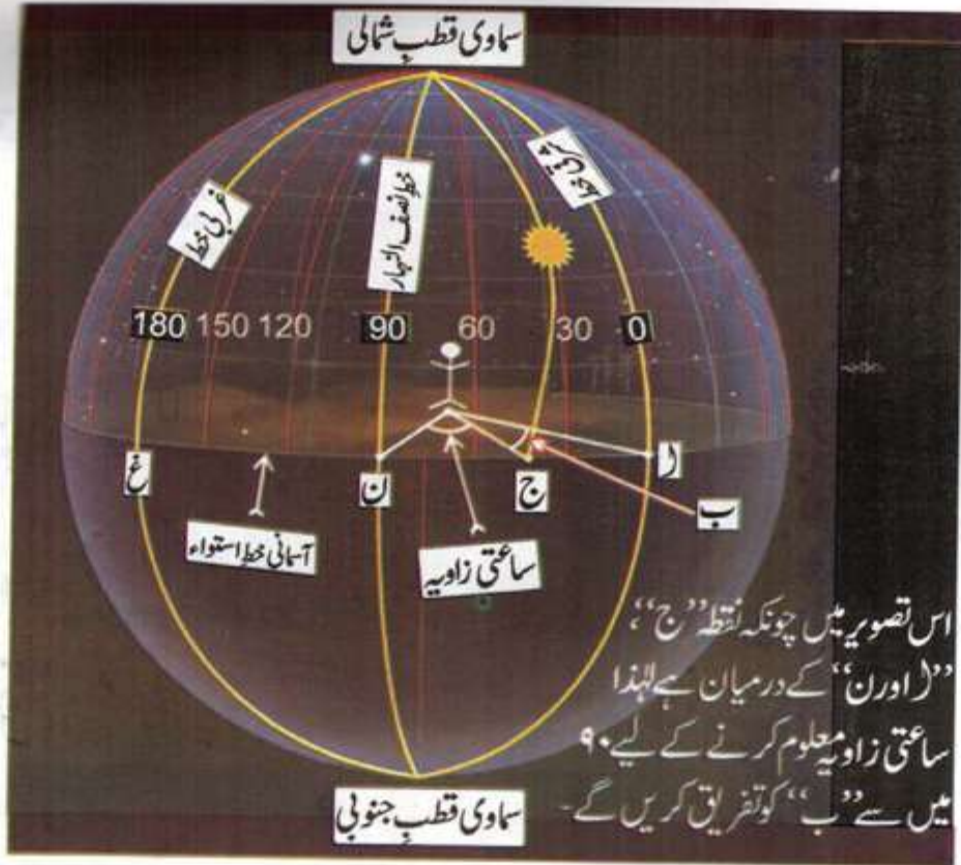 سماوی قطب شمالی
شرقی خط
خط نصف النہار
غربی خط
180 150 120 90 60 30 0
غ
ن
ج
ا
ب
آسمانی خط استواء
ساعتی زاویہ
اس تصویر میں چونکہ نقطہ ”ج“،
”ا اورن“ کے درمیان ہے لہٰذا
ساعتی زاویہ معلوم کرنے کے لیے ۹۰
میں سے ”ب“ کو تفریق کریں گے۔
سماوی قطب جنوبی